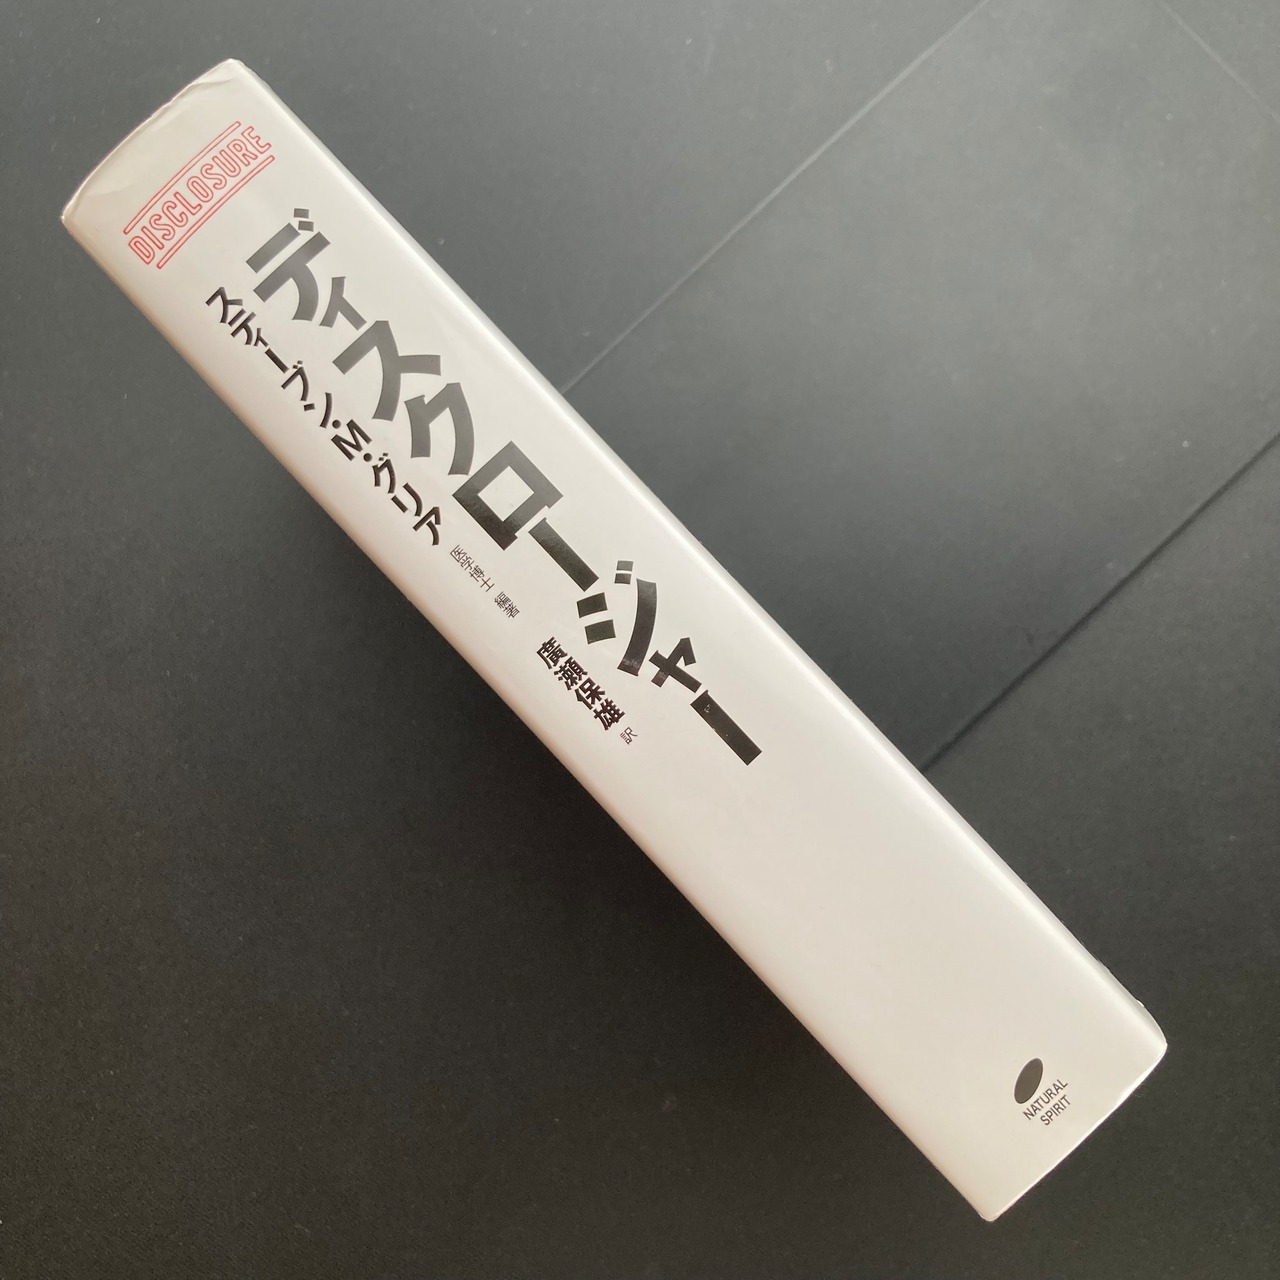 DISCLOSURE
ディスクロージャー
スティーブン・M・グリア 医学博士 編著
廣瀬保雄 訳
NATURAL
SPIRIT